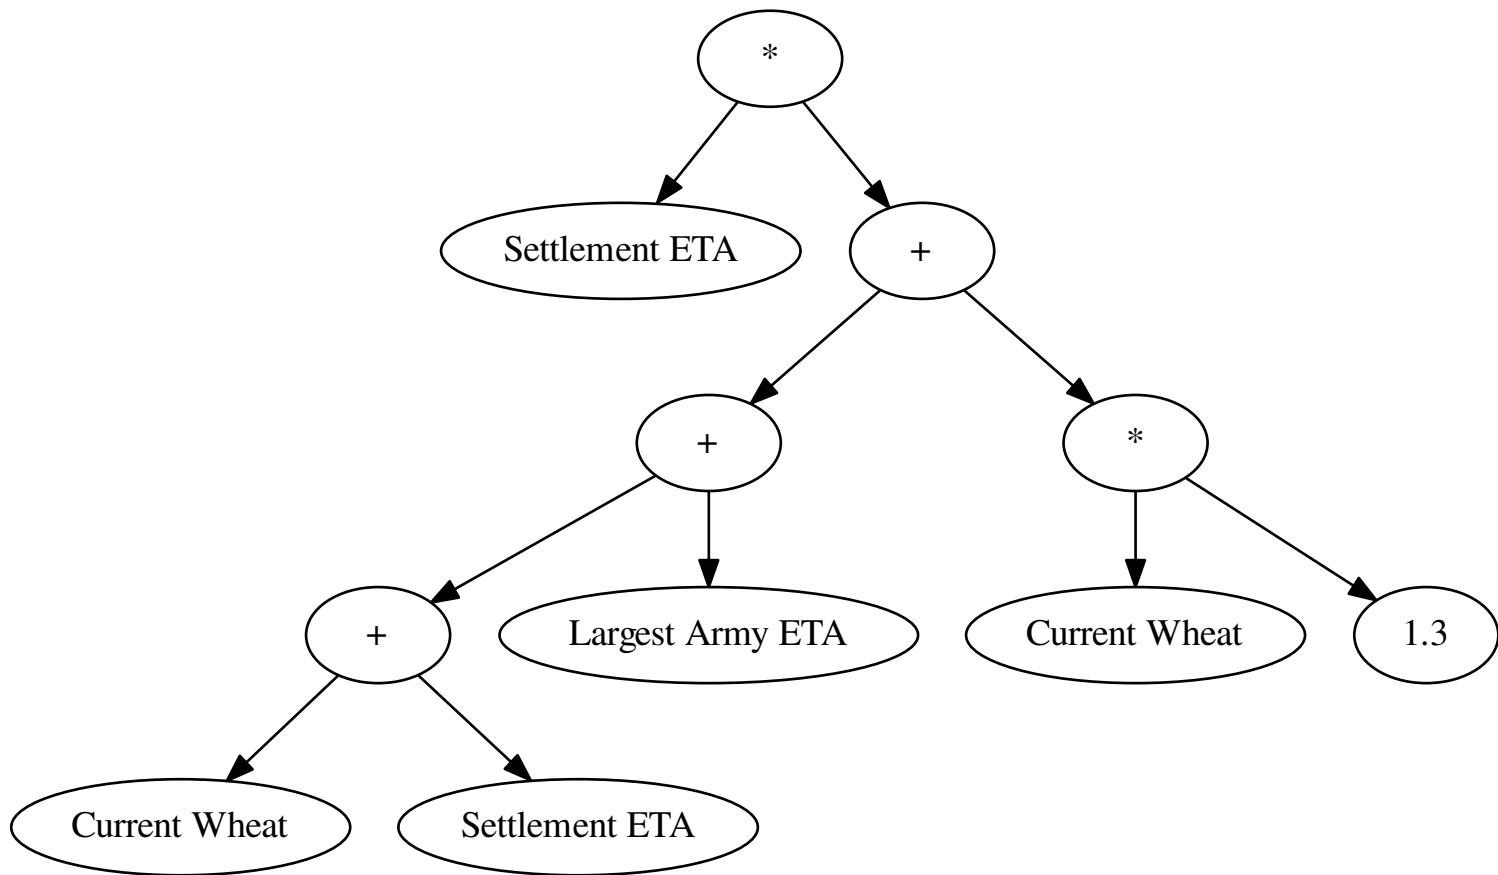 *
Settlement ETA
+
+
*
+
Largest Army ETA
Current Wheat
1.3
Current Wheat
Settlement ETA